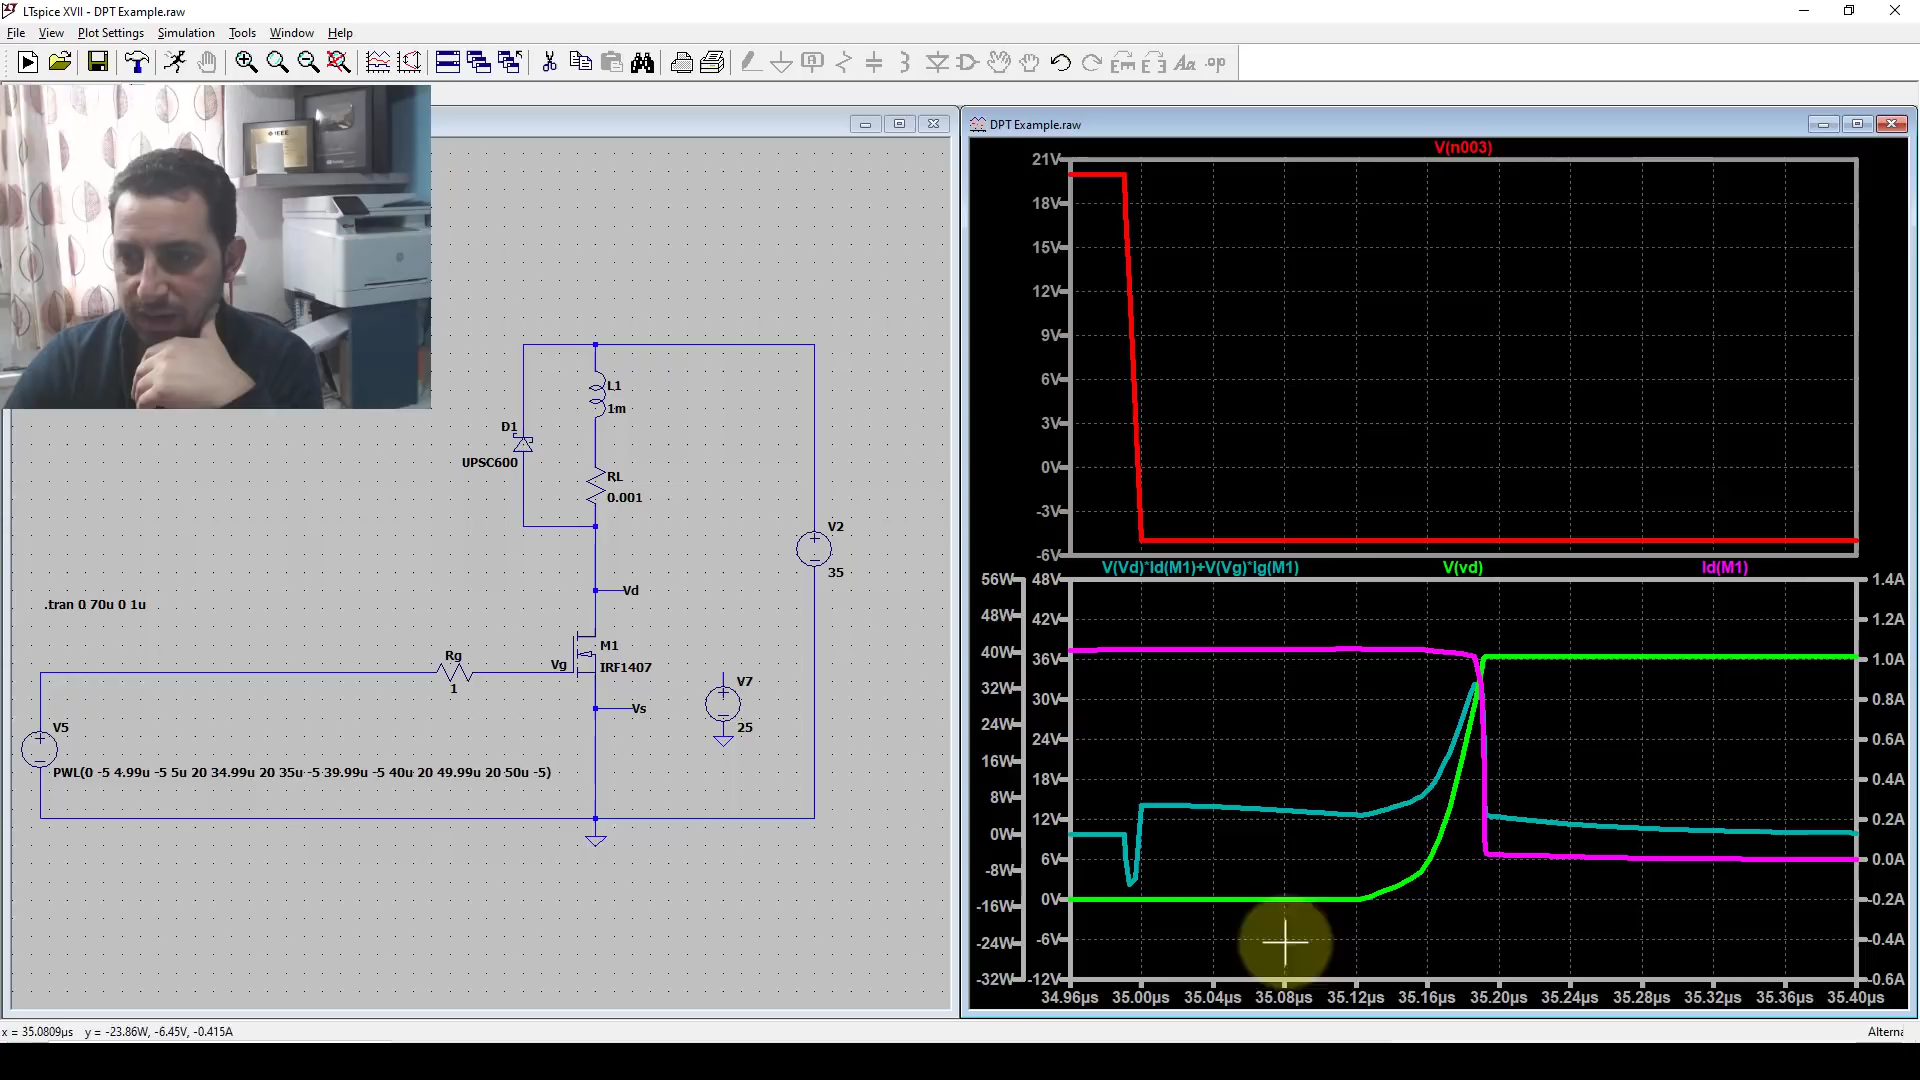 LTspice XVII - DPT Example.raw
File View Plot Settings Simulation Tools Window Help
Aa .op
IEEE
DPT Example.raw
V(n003)
21V
18V
15V
12V
9V
6V
3V
0V
-3V
-6V
V(Vd)*Id(M1)+V(Vg)*Ig(M1) V(vd) Id(M1)
56W 48V 1.4A
48W 42V 1.2A
40W 36V 1.0A
32W 30V 0.8A
24W 24V 0.6A
16W 18V 0.4A
8W 12V 0.2A
0W 6V 0.0A
-8W 0V -0.2A
-16W -6V -0.4A
-24W -12V -0.6A
-32W
34.96µs 35.00µs 35.04µs 35.08µs 35.12µs 35.16µs 35.20µs 35.24µs 35.28µs 35.32µs 35.36µs 35.40µs
L1
1m
D1
UPSC600
RL
0.001
V2
35
Vd
.tran 0 70u 0 1u
M1
IRF1407
Rg
1
Vg
V7
25
Vs
V5
PWL(0 -5 4.99u -5 5u 20 34.99u 20 35u -5 39.99u -5 40u 20 49.99u 20 50u -5)
x = 35.0809µs y = -23.86W, -6.45V, -0.415A